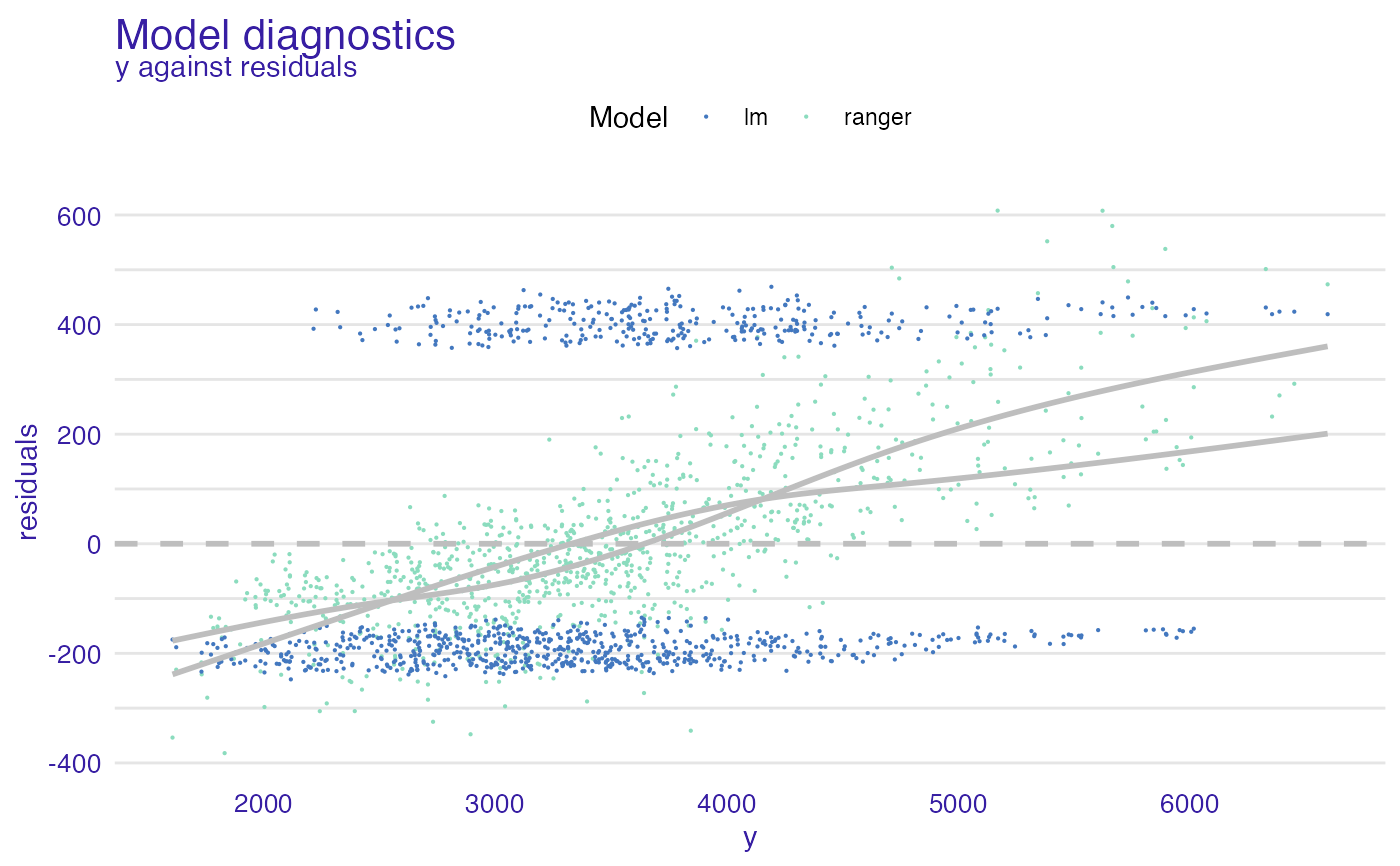 Model diagnostics
y against residuals
Model lm ranger
600
400
200
0
-200
-400
residuals
2000 3000 4000 5000 6000
y